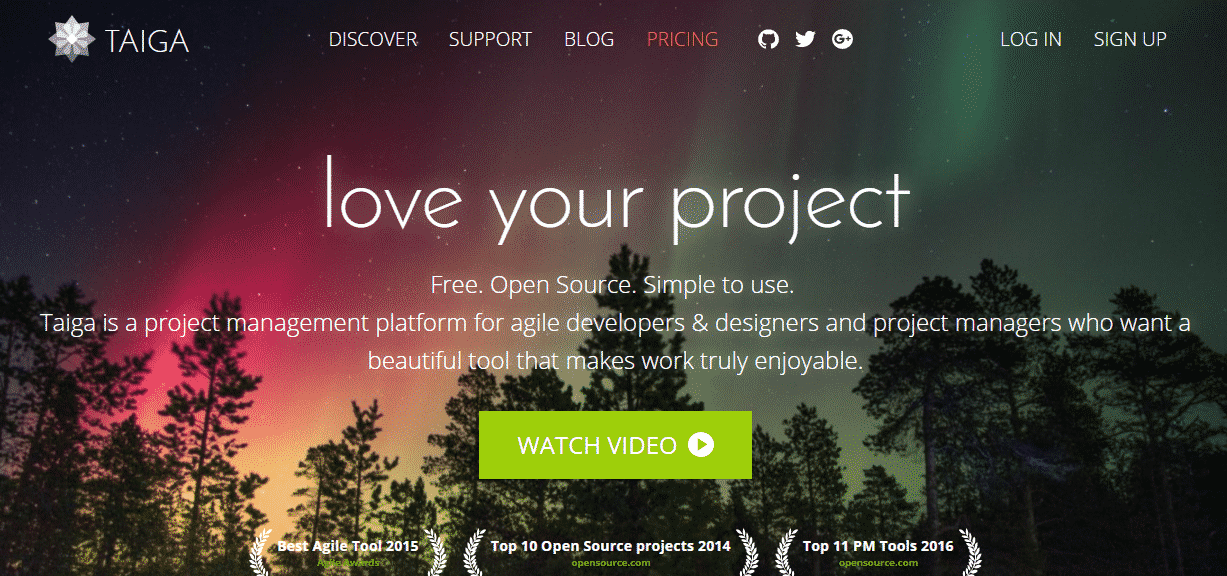 TAIGA
DISCOVER SUPPORT BLOG PRICING G+ LOG IN SIGN UP
love your project
Free. Open Source. Simple to use.
Taiga is a project management platform for agile developers & designers and project managers who want a
beautiful tool that makes work truly enjoyable.
WATCH VIDEO
Best Agile Tool 2015 Top 10 Open Source projects 2014 Top 11 PM Tools 2016
Agile Awards opensource.com opensource.com